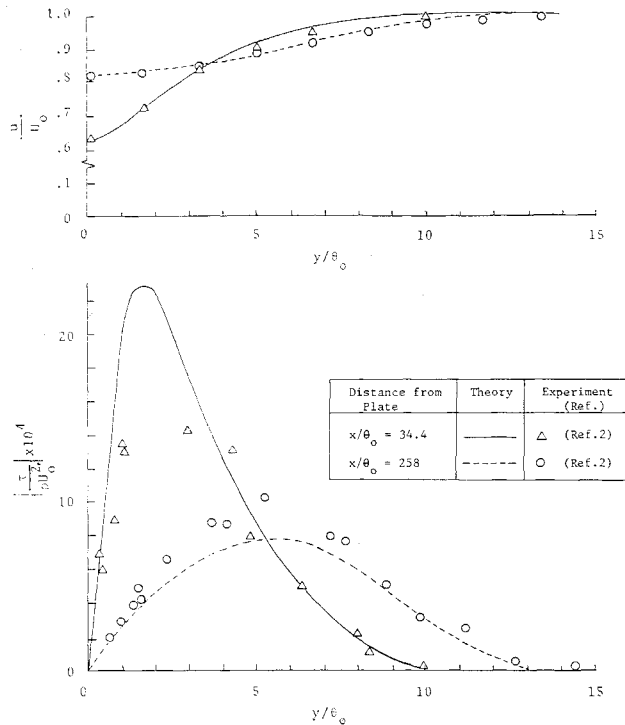 1.0
.9
.8
.7
.6
.1
0
u
U₀
0
5
10
15
y/θ₀
20
10
0
|τ/ρU₀²|x10⁴
Distance from Plate	Theory	Experiment (Ref.)
x/θ₀ = 34.4	△ (Ref.2)
x/θ₀ = 258	○ (Ref.2)
0
5
10
15
y/θ₀